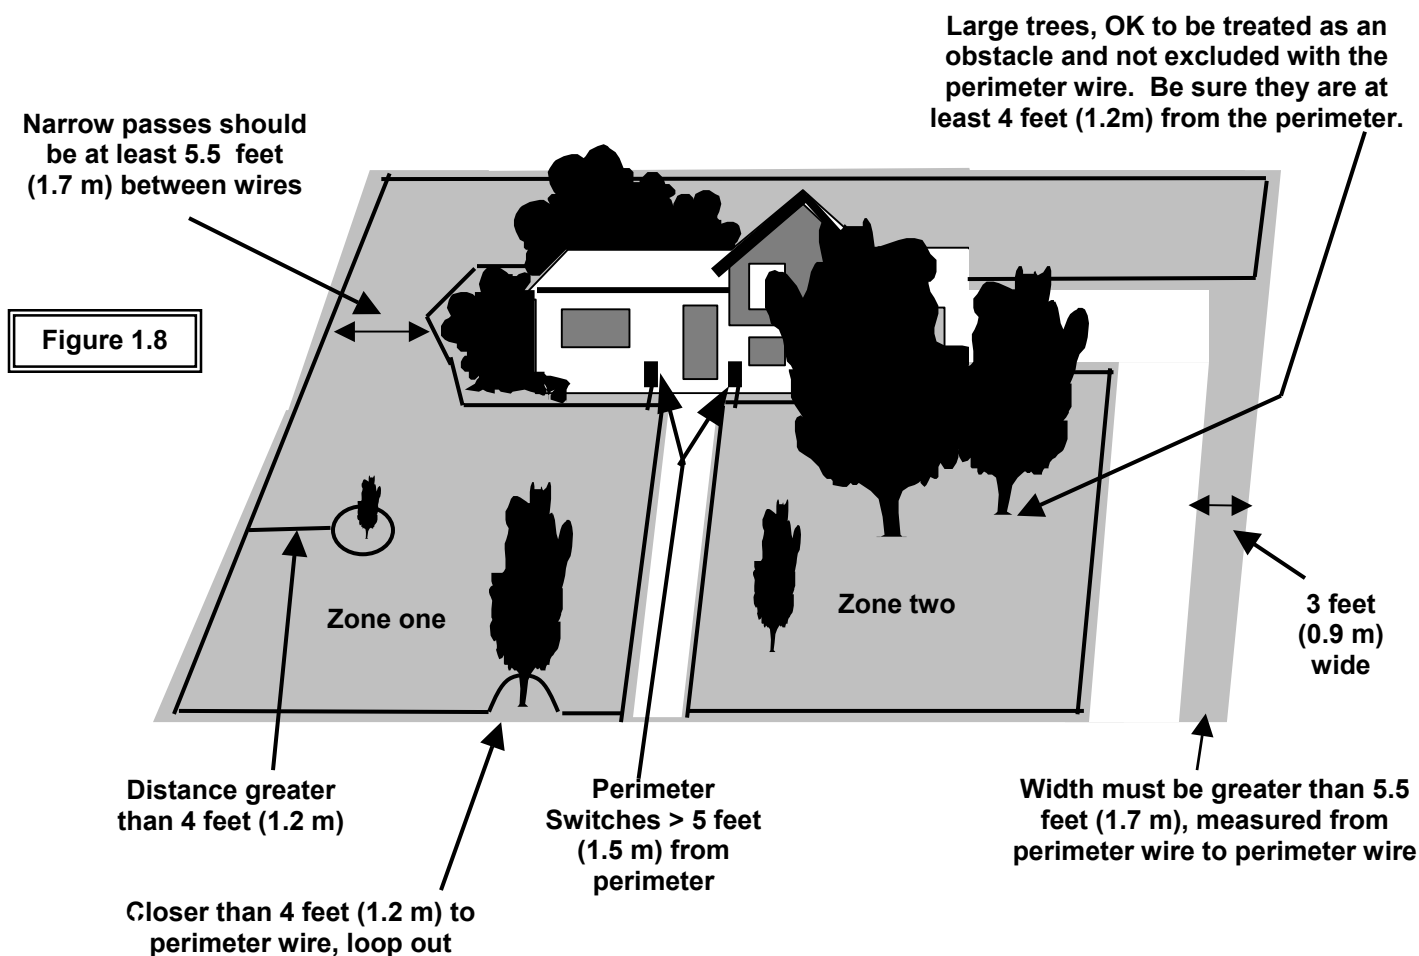 Large trees, OK to be treated as an
obstacle and not excluded with the
perimeter wire. Be sure they are at
least 4 feet (1.2m) from the perimeter.
Narrow passes should
be at least 5.5 feet
(1.7 m) between wires
Figure 1.8
Zone one
Zone two
3 feet
(0.9 m)
wide
Distance greater
than 4 feet (1.2 m)
Perimeter
Switches > 5 feet
(1.5 m) from
perimeter
Width must be greater than 5.5
feet (1.7 m), measured from
perimeter wire to perimeter wire
Closer than 4 feet (1.2 m) to
perimeter wire, loop out